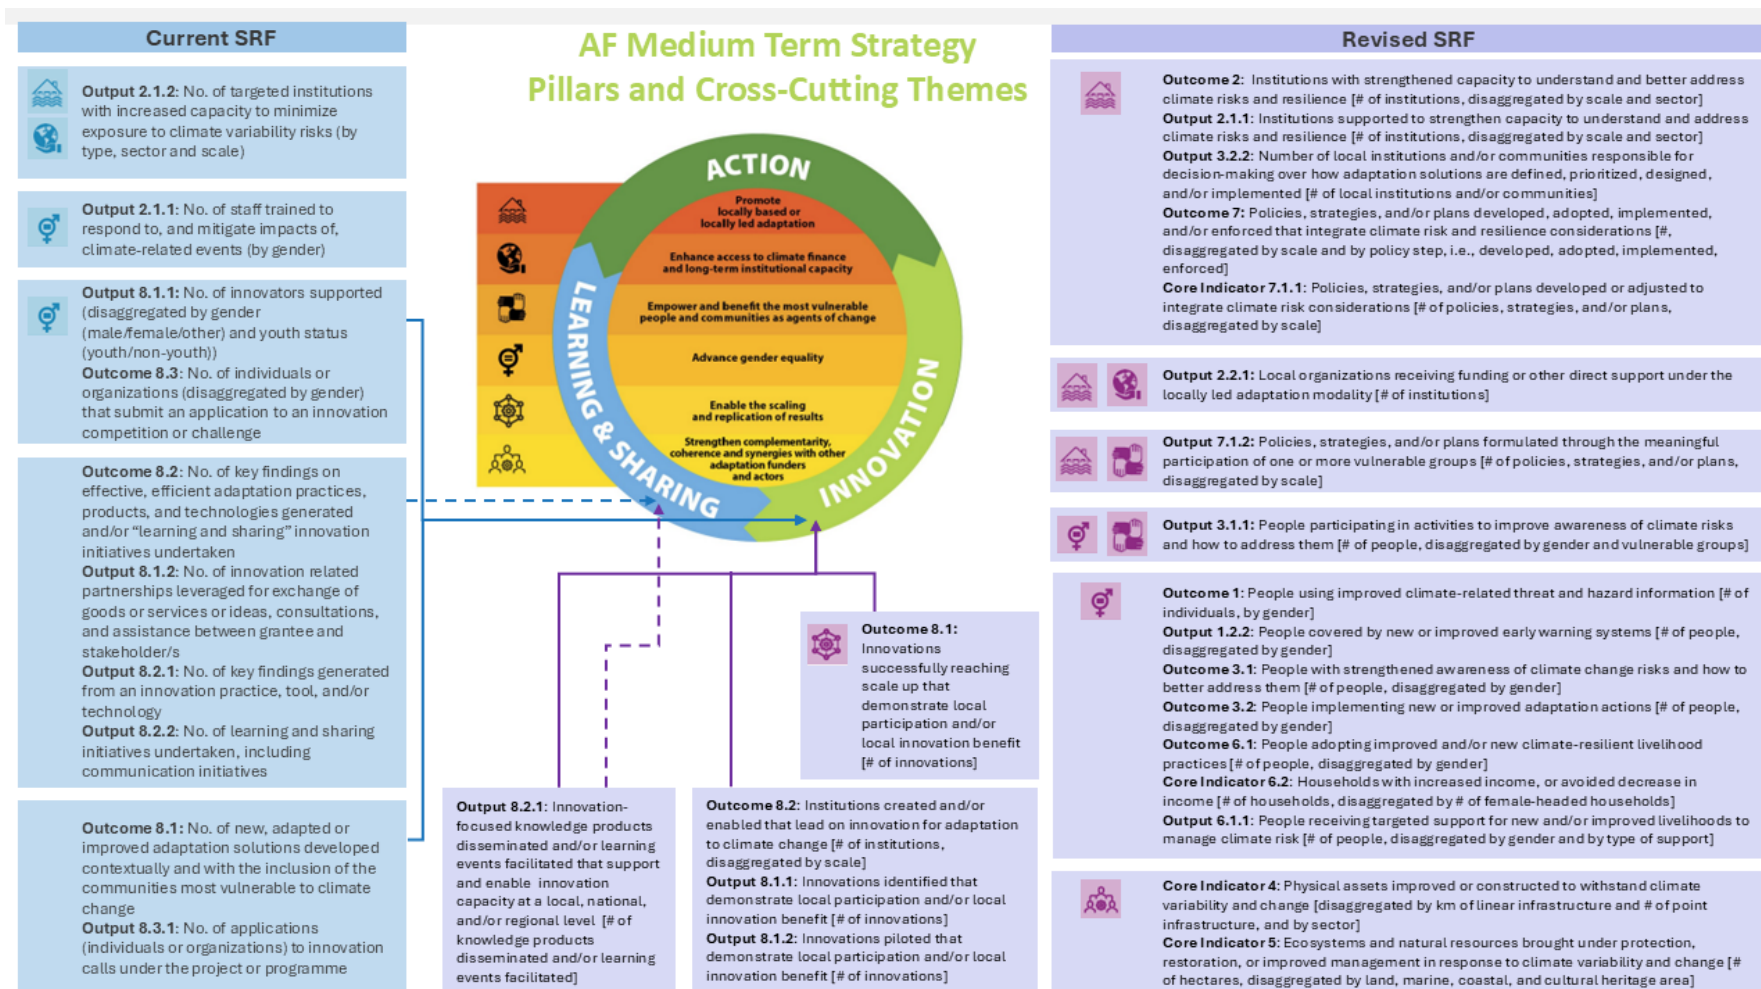 Current SRF
Output 2.1.2: No. of targeted institutions
with increased capacity to minimize
exposure to climate variability risks (by
type, sector and scale)
Output 2.1.1: No. of staff trained to
respond to, and mitigate impacts of,
climate-related events (by gender)
Output 8.1.1: No. of innovators supported
(disaggregated by gender
(male/female/other) and youth status
(youth/non-youth))
Outcome 8.3: No. of individuals or
organizations (disaggregated by gender)
that submit an application to an innovation
competition or challenge
Outcome 8.2: No. of key findings on
effective, efficient adaptation practices,
products, and technologies generated
and/or “learning and sharing” innovation
initiatives undertaken
Output 8.1.2: No. of innovation related
partnerships leveraged for exchange of
goods or services or ideas, consultations,
and assistance between grantee and
stakeholder/s
Output 8.2.1: No. of key findings generated
from an innovation practice, tool, and/or
technology
Output 8.2.2: No. of learning and sharing
initiatives undertaken, including
communication initiatives
Outcome 8.1: No. of new, adapted or
improved adaptation solutions developed
contextually and with the inclusion of the
communities most vulnerable to climate
change
Output 8.3.1: No. of applications
(individuals or organizations) to innovation
calls under the project or programme
AF Medium Term Strategy
Pillars and Cross-Cutting Themes
ACTION
LEARNING & SHARING
INNOVATION
Promote
locally based or
locally led adaptation
Enhance access to climate finance
and long-term institutional capacity
Empower and benefit the most vulnerable
people and communities as agents of change
Advance gender equality
Enable the scaling
and replication of results
Strengthen complementarity,
coherence and synergies with other
adaptation funders
and actors
Outcome 8.1:
Innovations
successfully reaching
scale up that
demonstrate local
participation and/or
local innovation benefit
[# of innovations]
Output 8.2.1: Innovation-
focused knowledge products
disseminated and/or learning
events facilitated that support
and enable innovation
capacity at a local, national,
and/or regional level [# of
knowledge products
disseminated and/or learning
events facilitated]
Outcome 8.2: Institutions created and/or
enabled that lead on innovation for adaptation
to climate change [# of institutions,
disaggregated by scale]
Output 8.1.1: Innovations identified that
demonstrate local participation and/or local
innovation benefit [# of innovations]
Output 8.1.2: Innovations piloted that
demonstrate local participation and/or local
innovation benefit [# of innovations]
Revised SRF
Outcome 2: Institutions with strengthened capacity to understand and better address
climate risks and resilience [# of institutions, disaggregated by scale and sector]
Output 2.1.1: Institutions supported to strengthen capacity to understand and address
climate risks and resilience [# of institutions, disaggregated by scale and sector]
Output 3.2.2: Number of local institutions and/or communities responsible for
decision-making over how adaptation solutions are defined, prioritized, designed,
and/or implemented [# of local institutions and/or communities]
Outcome 7: Policies, strategies, and/or plans developed, adopted, implemented,
and/or enforced that integrate climate risk and resilience considerations [#,
disaggregated by scale and by policy step, i.e., developed, adopted, implemented,
enforced]
Core Indicator 7.1.1: Policies, strategies, and/or plans developed or adjusted to
integrate climate risk considerations [# of policies, strategies, and/or plans,
disaggregated by scale]
Output 2.2.1: Local organizations receiving funding or other direct support under the
locally led adaptation modality [# of institutions]
Output 7.1.2: Policies, strategies, and/or plans formulated through the meaningful
participation of one or more vulnerable groups [# of policies, strategies, and/or plans,
disaggregated by scale]
Output 3.1.1: People participating in activities to improve awareness of climate risks
and how to address them [# of people, disaggregated by gender and vulnerable groups]
Outcome 1: People using improved climate-related threat and hazard information [# of
individuals, by gender]
Output 1.2.2: People covered by new or improved early warning systems [# of people,
disaggregated by gender]
Outcome 3.1: People with strengthened awareness of climate change risks and how to
better address them [# of people, disaggregated by gender]
Outcome 3.2: People implementing new or improved adaptation actions [# of people,
disaggregated by gender]
Outcome 6.1: People adopting improved and/or new climate-resilient livelihood
practices [# of people, disaggregated by gender]
Core Indicator 6.2: Households with increased income, or avoided decrease in
income [# of households, disaggregated by # of female-headed households]
Output 6.1.1: People receiving targeted support for new and/or improved livelihoods to
manage climate risk [# of people, disaggregated by gender and by type of support]
Core Indicator 4: Physical assets improved or constructed to withstand climate
variability and change [disaggregated by km of linear infrastructure and # of point
infrastructure, and by sector]
Core Indicator 5: Ecosystems and natural resources brought under protection,
restoration, or improved management in response to climate variability and change [#
of hectares, disaggregated by land, marine, coastal, and cultural heritage area]